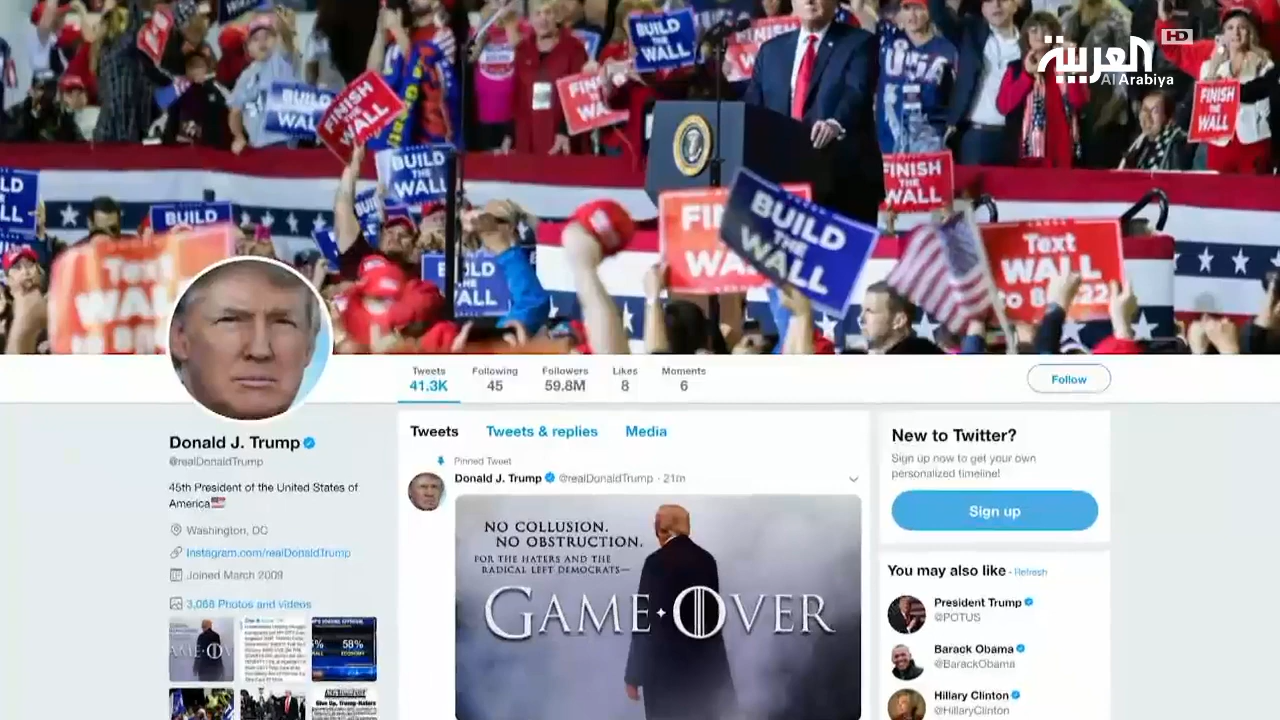 BUILD THE WALL
FINISH THE WALL
HD
العربية
Al Arabiya
BUILD
FINISH THE WALL
BUILD THE WALL
FINISH THE WALL
FINISH THE WALL
BUILD
BUILD THE WALL
Text
WALL
Text
WALL
Tweets Following Followers Likes Moments
41.3K 45 59.8M 8 6
Follow
Donald J. Trump
@realDonaldTrump
45th President of the United States of
America
Washington, DC
Instagram.com/realDonaldTrump
Joined March 2009
3,068 Photos and videos
58%
ECONOMY
Tweets Tweets & replies Media
Pinned Tweet
Donald J. Trump @realDonaldTrump · 21m
NO COLLUSION.
NO OBSTRUCTION.
FOR THE HATERS AND THE
RADICAL LEFT DEMOCRATS—
GAME OVER
New to Twitter?
Sign up now to get your own
personalized timeline!
Sign up
You may also like · Refresh
President Trump
@POTUS
Barack Obama
@BarackObama
Hillary Clinton
@HillaryClinton